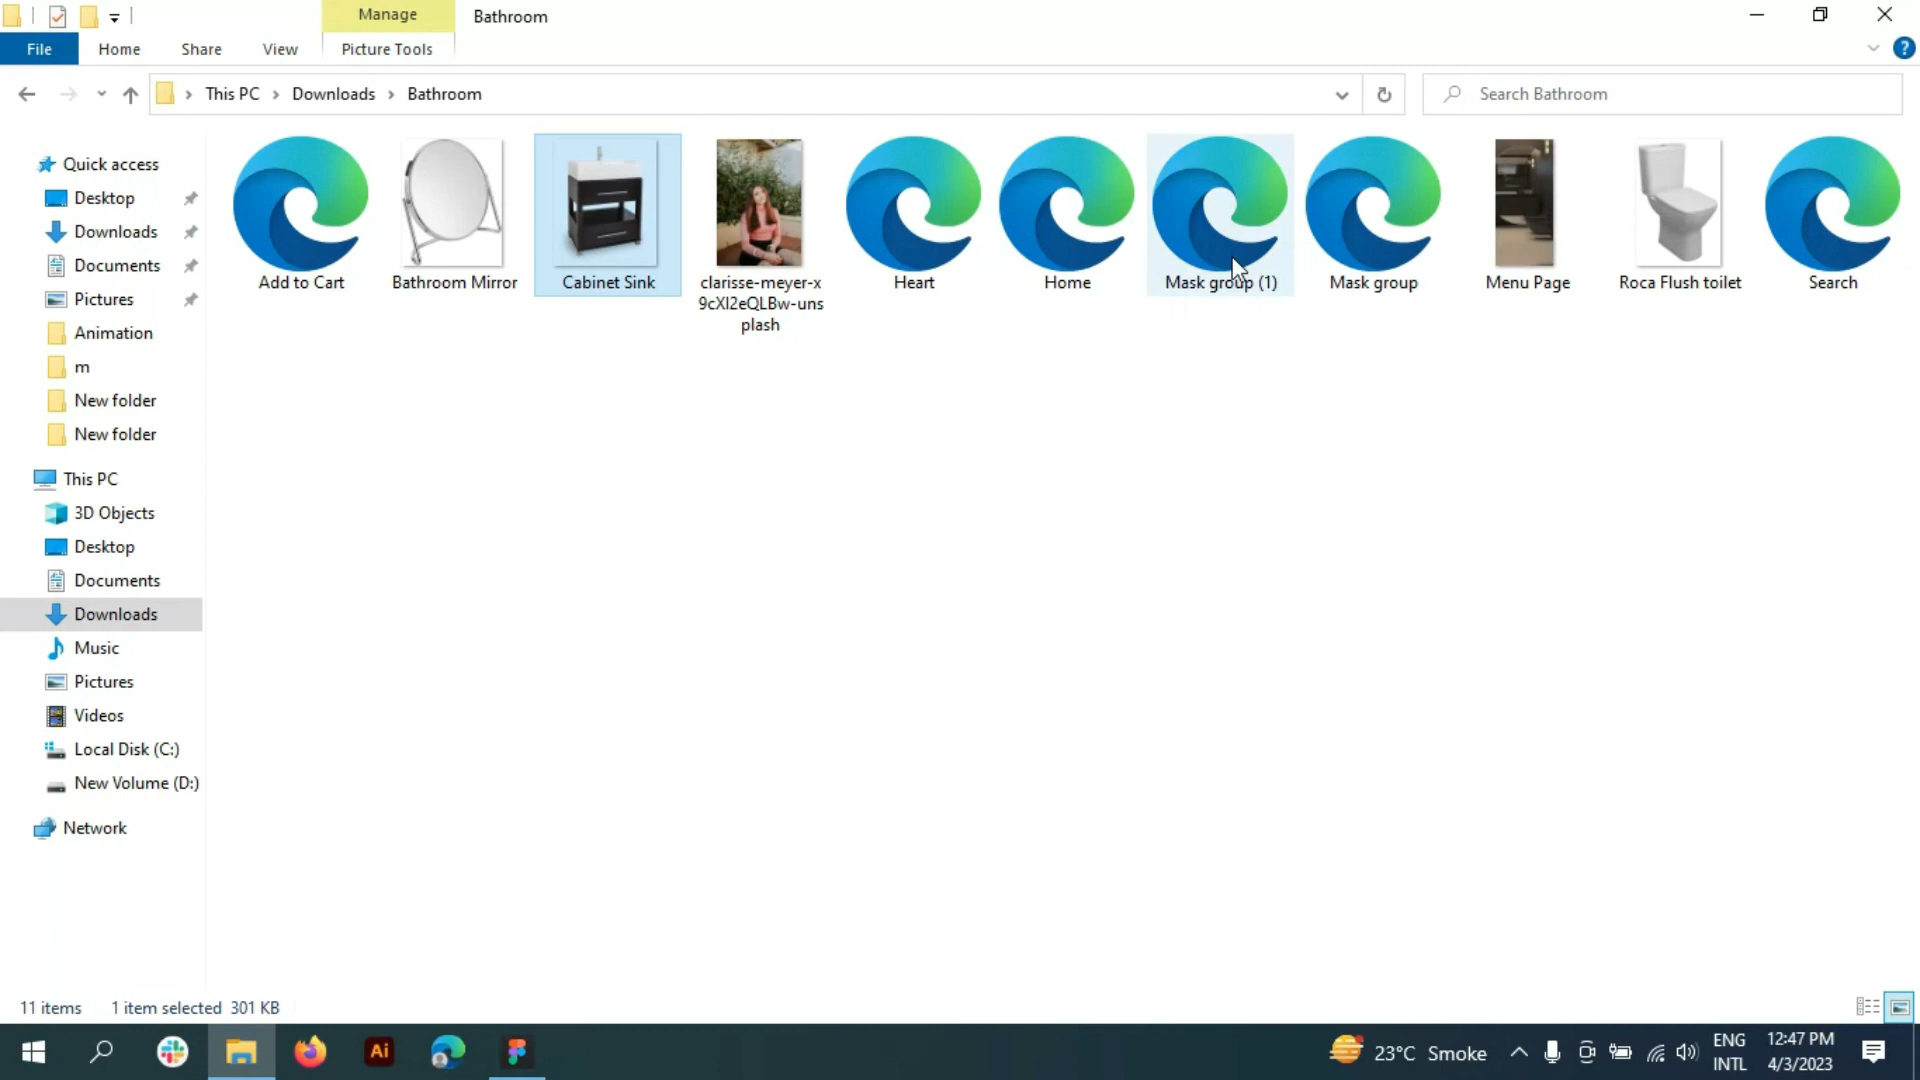 Manage
Bathroom
File
Home
Share
View
Picture Tools
?
This PC
Downloads
Bathroom
Search Bathroom
Quick access
Desktop
Downloads
Documents
Pictures
Animation
m
New folder
New folder
This PC
3D Objects
Desktop
Documents
Downloads
Music
Pictures
Videos
Local Disk (C:)
New Volume (D:)
Network
Add to Cart
Bathroom Mirror
Cabinet Sink
clarisse-meyer-x
9cXI2eQLBw-uns
plash
Heart
Home
Mask group (1)
Mask group
Menu Page
Roca Flush toilet
Search
11 items
1 item selected 301 KB
Ai
23°C Smoke
ENG
INTL
12:47 PM
4/3/2023